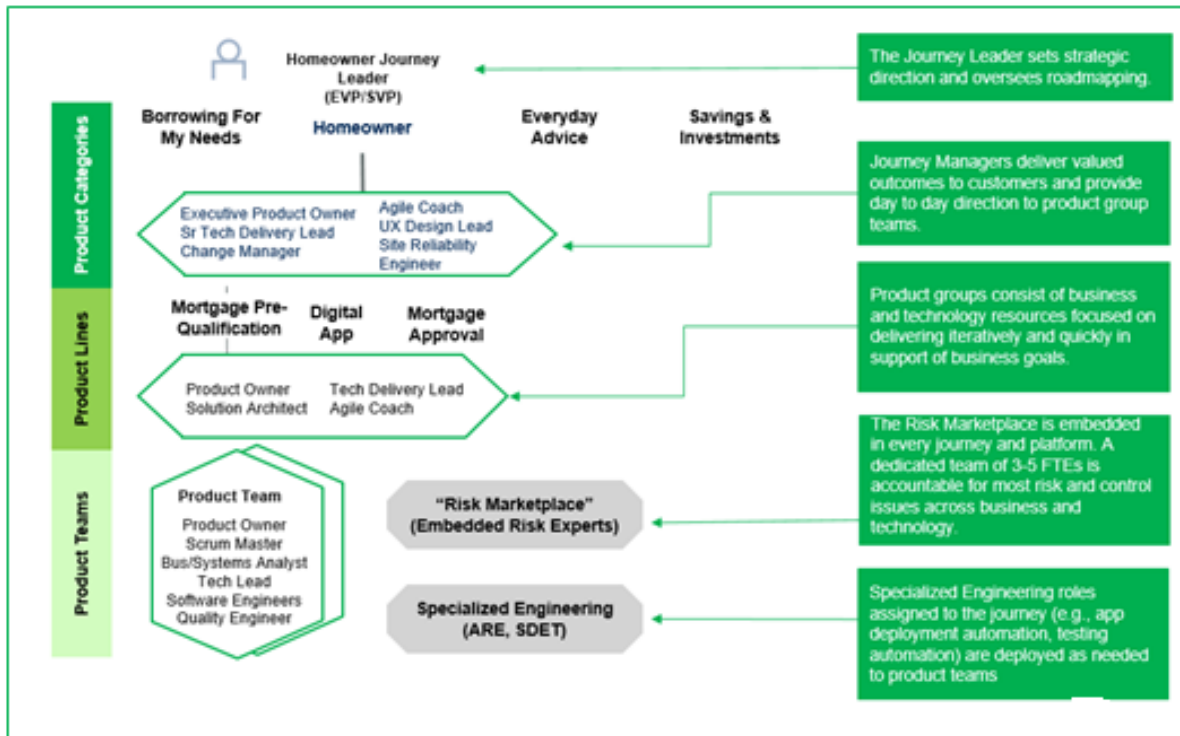 Homeowner Journey
Leader
(EVP/SVP)
The Journey Leader sets strategic
direction and oversees roadmapping.
Product Categories
Borrowing For
My Needs
Homeowner
Everyday
Advice
Savings &
Investments
Executive Product Owner
Sr Tech Delivery Lead
Change Manager
Agile Coach
UX Design Lead
Site Reliability
Engineer
Journey Managers deliver valued
outcomes to customers and provide
day to day direction to product group
teams.
Product Lines
Mortgage Pre-
Qualification
Digital
App
Mortgage
Approval
Product Owner
Solution Architect
Tech Delivery Lead
Agile Coach
Product groups consist of business
and technology resources focused on
delivering iteratively and quickly in
support of business goals.
Product Teams
Product Team
Product Owner
Scrum Master
Bus/Systems Analyst
Tech Lead
Software Engineers
Quality Engineer
“Risk Marketplace”
(Embedded Risk Experts)
The Risk Marketplace is embedded
in every journey and platform. A
dedicated team of 3-5 FTEs is
accountable for most risk and control
issues across business and
technology.
Specialized Engineering
(ARE, SDET)
Specialized Engineering roles
assigned to the journey (e.g., app
deployment automation, testing
automation) are deployed as needed
to product teams